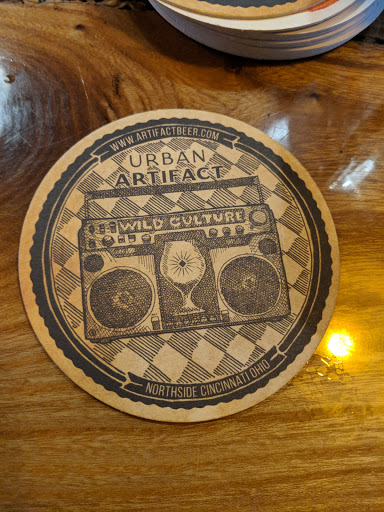 WWW.ARTIFACTBEER.COM
URBAN
ARTIFACT
WILD CULTURE
NORTHSIDE CINCINNATI OHIO